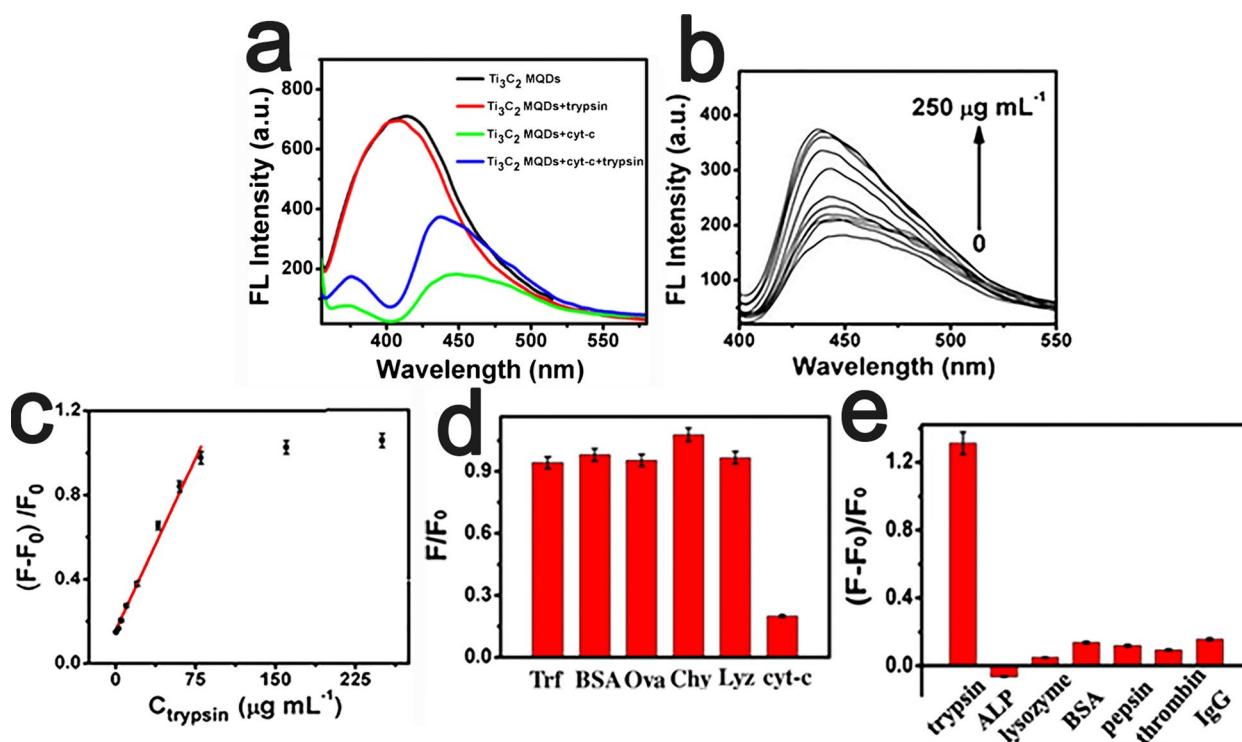 a
800
600
400
200
400
450
500
550
FL Intensity (a.u.)
Wavelength (nm)
Ti₃C₂ MQDs
Ti₃C₂ MQDs+trypsin
Ti₃C₂ MQDs+cyt-c
Ti₃C₂ MQDs+cyt-c+trypsin
b
400
300
200
100
400
450
500
550
FL Intensity (a.u.)
Wavelength (nm)
250 μg mL⁻¹
0
c
1.2
0.8
0.4
0.0
0
75
150
225
(F-F₀) /F₀
C_trypsin (μg mL⁻¹)
d
0.9
0.6
0.3
0.0
F/F₀
Trf BSA Ova Chy Lyz cyt-c
e
1.2
0.8
0.4
0.0
(F-F₀)/F₀
trypsin
ALP
lysozyme
BSA
pepsin
thrombin
IgG